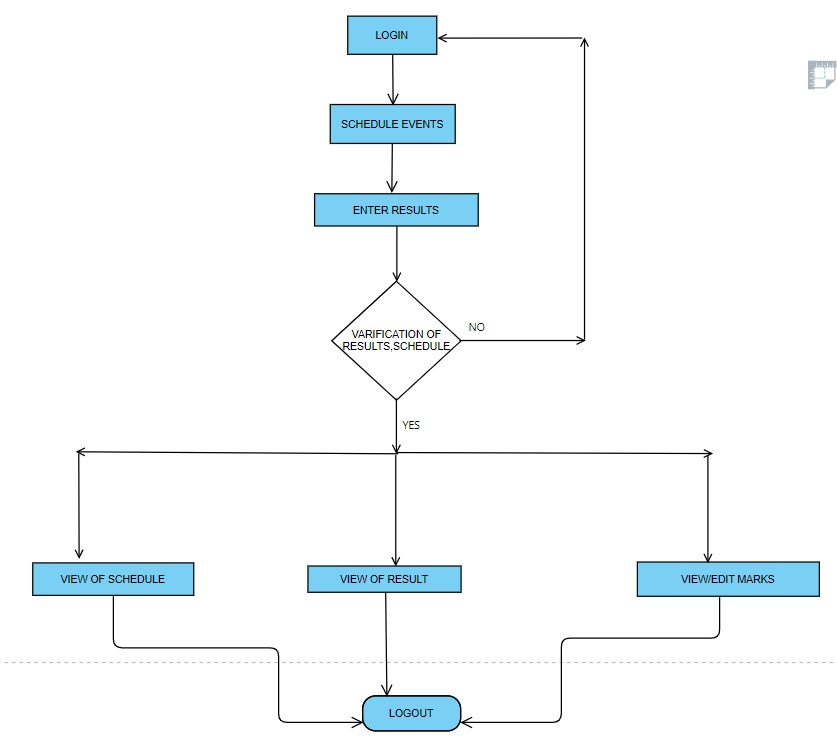 LOGIN
SCHEDULE EVENTS
ENTER RESULTS
VARIFICATION OF
RESULTS,SCHEDULE
NO
YES
VIEW OF SCHEDULE
VIEW OF RESULT
VIEW/EDIT MARKS
LOGOUT